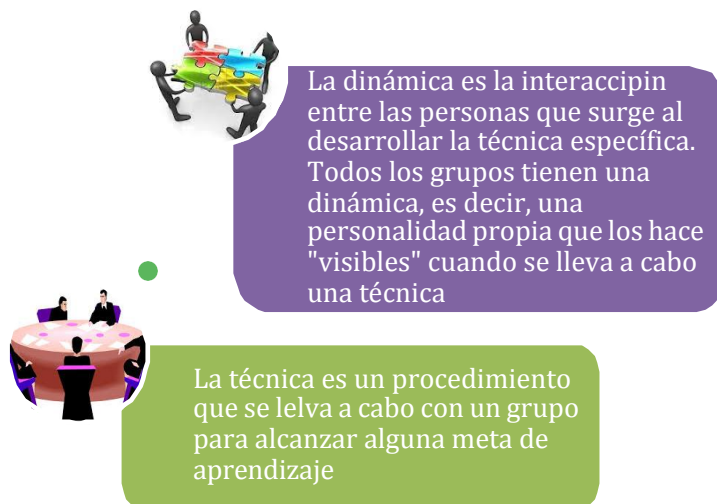 La dinámica es la interaccipin
entre las personas que surge al
desarrollar la técnica específica.
Todos los grupos tienen una
dinámica, es decir, una
personalidad propia que los hace
"visibles" cuando se lleva a cabo
una técnica
La técnica es un procedimiento
que se lelva a cabo con un grupo
para alcanzar alguna meta de
aprendizaje